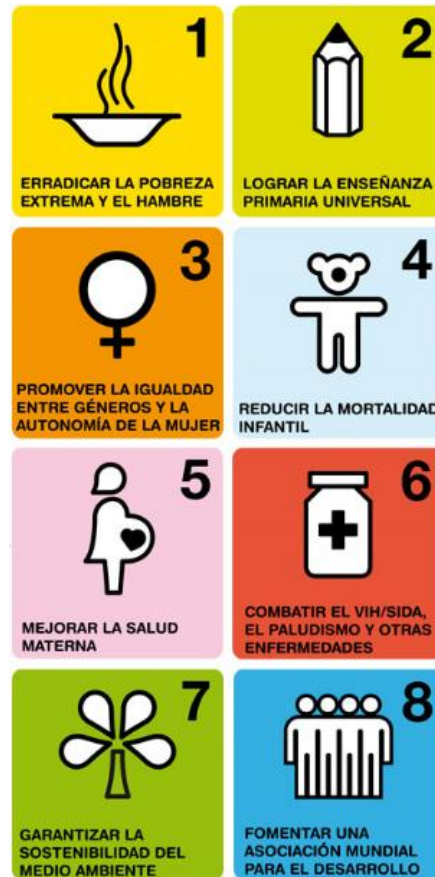 1
ERRADICAR LA POBREZA
EXTREMA Y EL HAMBRE
2
LOGRAR LA ENSEÑANZA
PRIMARIA UNIVERSAL
3
PROMOVER LA IGUALDAD
ENTRE GÉNEROS Y LA
AUTONOMÍA DE LA MUJER
4
REDUCIR LA MORTALIDAD
INFANTIL
5
MEJORAR LA SALUD
MATERNA
6
COMBATIR EL VIH/SIDA,
EL PALUDISMO Y OTRAS
ENFERMEDADES
7
GARANTIZAR LA
SOSTENIBILIDAD DEL
MEDIO AMBIENTE
8
FOMENTAR UNA
ASOCIACIÓN MUNDIAL
PARA EL DESARROLLO